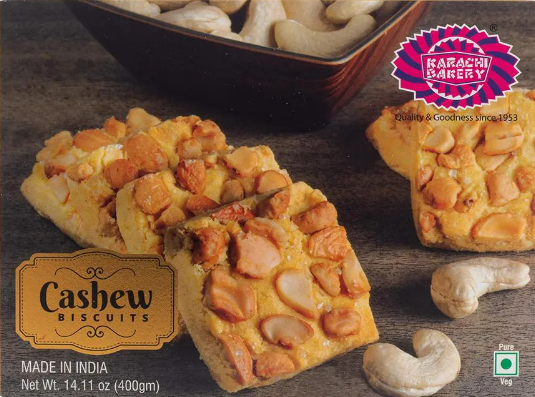 KARACHI
BAKERY
Quality & Goodness since 1953
Cashew
BISCUITS
MADE IN INDIA
Net Wt. 14.11 oz (400gm)
Pure
Veg